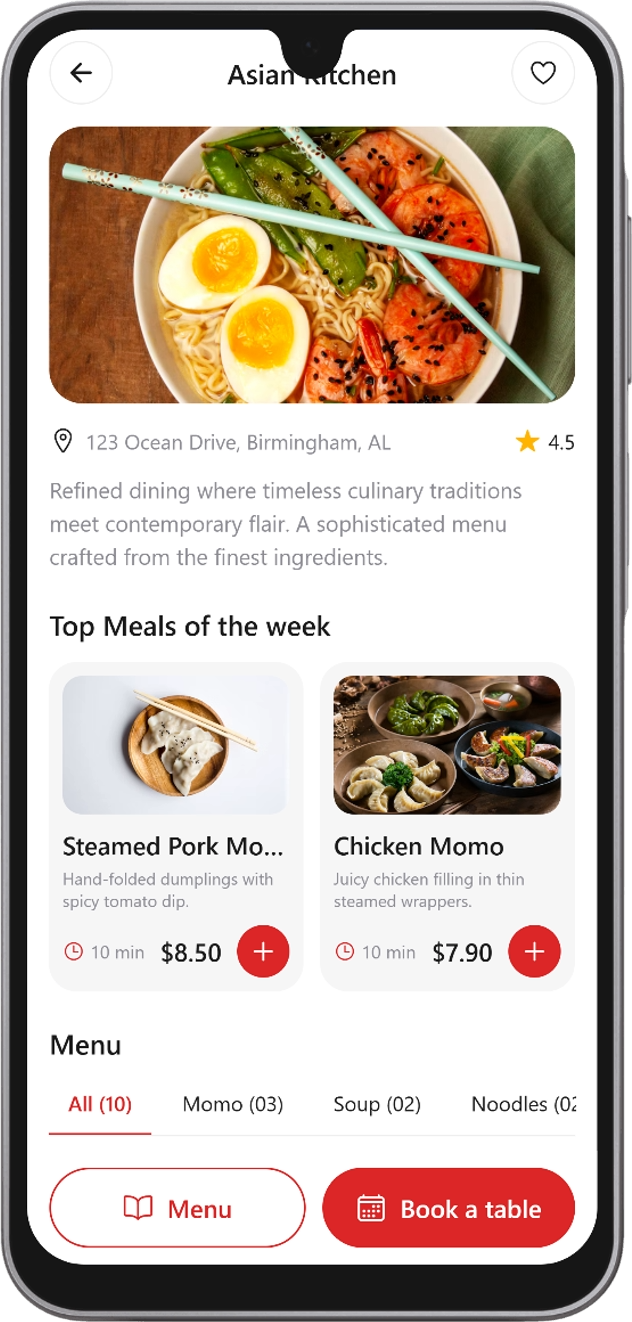 Asian Kitchen
123 Ocean Drive, Birmingham, AL
4.5
Refined dining where timeless culinary traditions
meet contemporary flair. A sophisticated menu
crafted from the finest ingredients.
Top Meals of the week
Steamed Pork Mo...
Hand-folded dumplings with
spicy tomato dip.
10 min $8.50
Chicken Momo
Juicy chicken filling in thin
steamed wrappers.
10 min $7.90
Menu
All (10) Momo (03) Soup (02) Noodles (02
Menu
Book a table